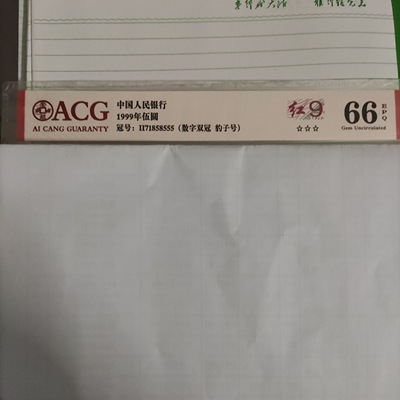 ACG
AI CANG GUARANTY
中国人民银行
1999年伍圆
冠号：II71858555（数字双冠 豹子号）
红9
☆☆☆
66 EPQ
Gem Uncirculated